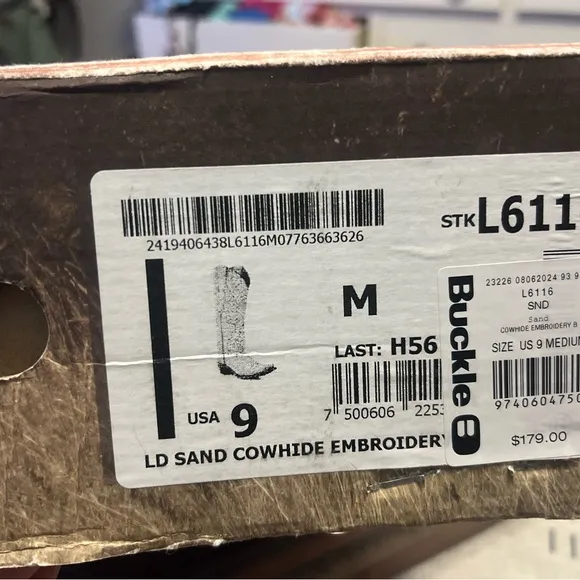 2419406438L6116M07763663626
STK L611
M
LAST: H56
USA 9
7 500606 2253
LD SAND COWHIDE EMBROIDERY
Buckle B
23226 08062024 93 9
L6116
SND
Sand
COWHIDE EMBROIDERY B
SIZE US 9 MEDIUM
9740604750
$179.00